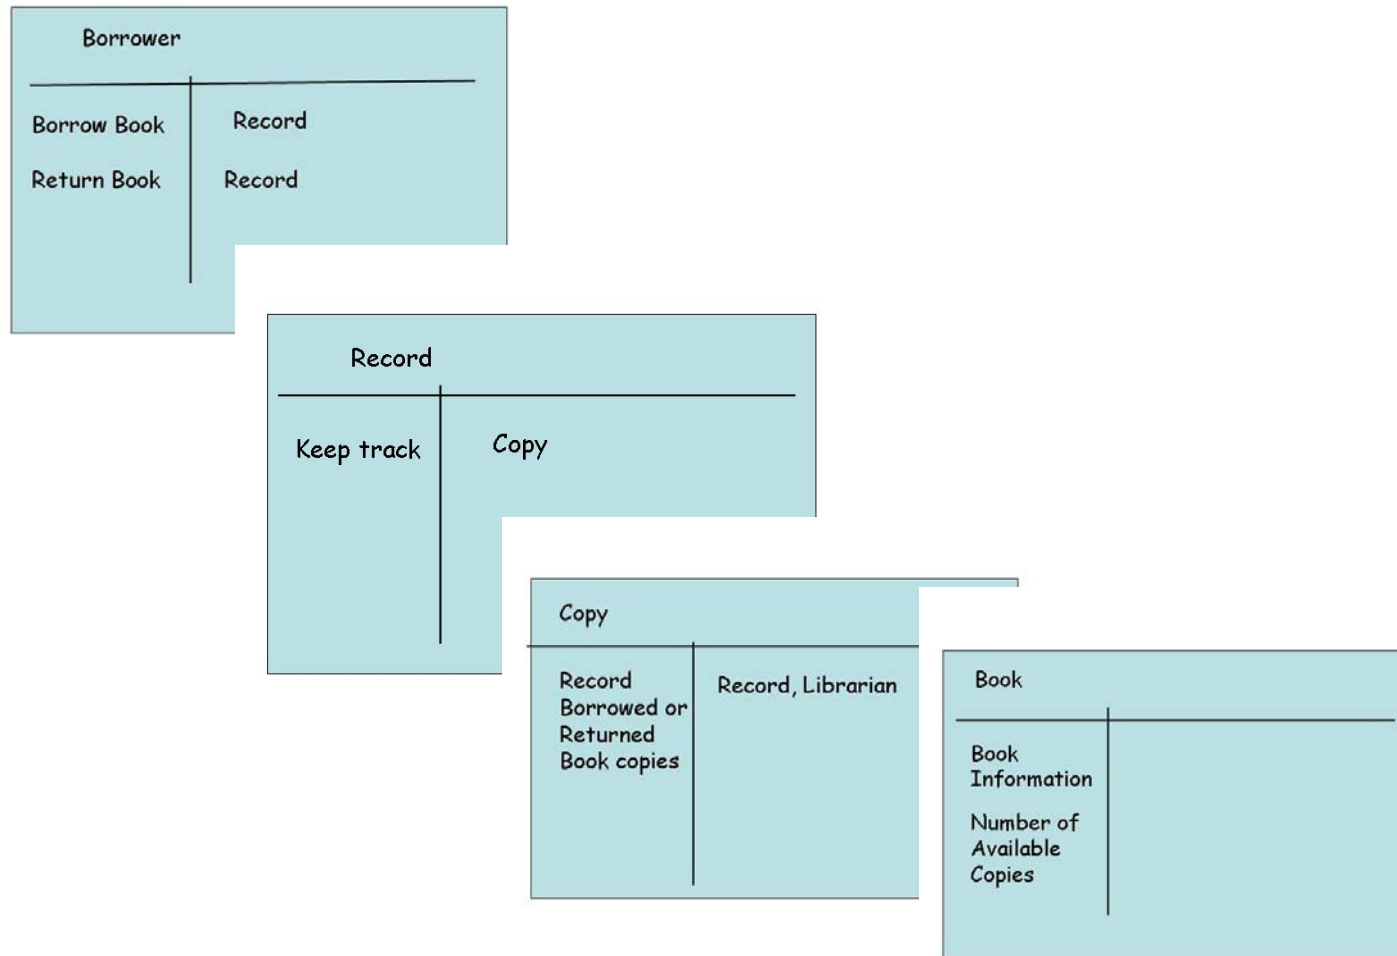 Borrower
Borrow Book
Record
Return Book
Record
Record
Keep track
Copy
Copy
Record
Borrowed or
Returned
Book copies
Record, Librarian
Book
Book
Information
Number of
Available
Copies